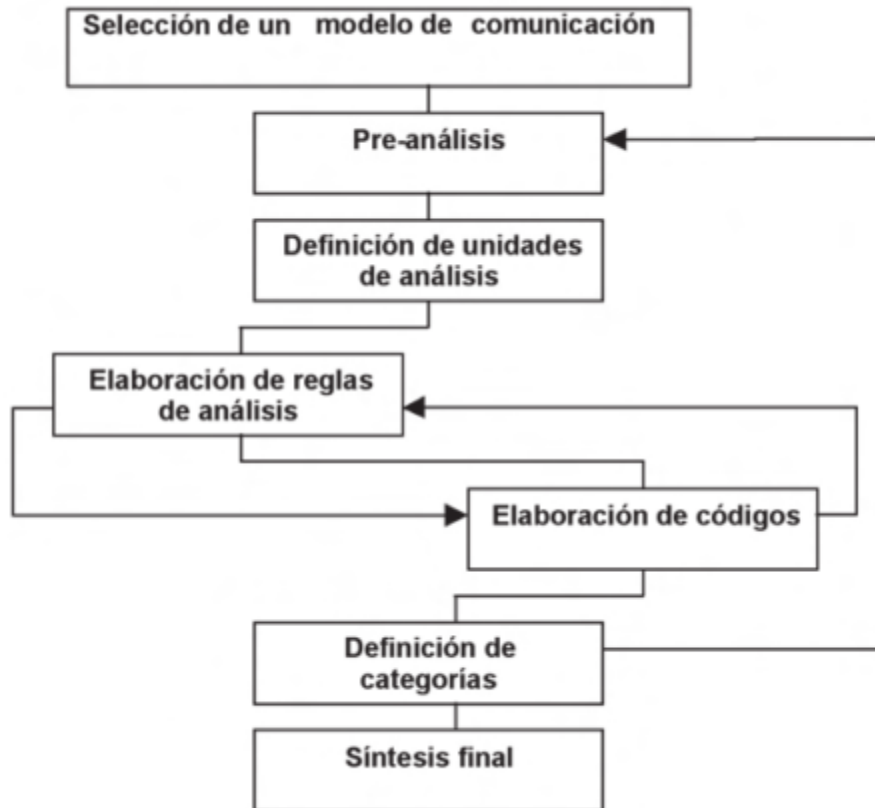 Selección de un modelo de comunicación
Pre-análisis
Definición de unidades
de análisis
Elaboración de reglas
de análisis
Elaboración de códigos
Definición de
categorías
Síntesis final